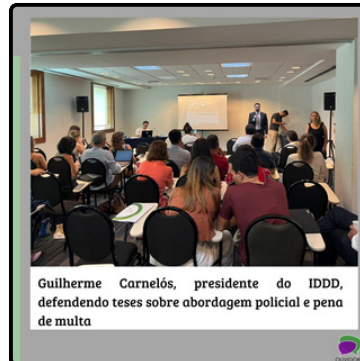 Guilherme Carnelós, presidente do IDDD,
defendendo teses sobre abordagem policial e pena
de multa